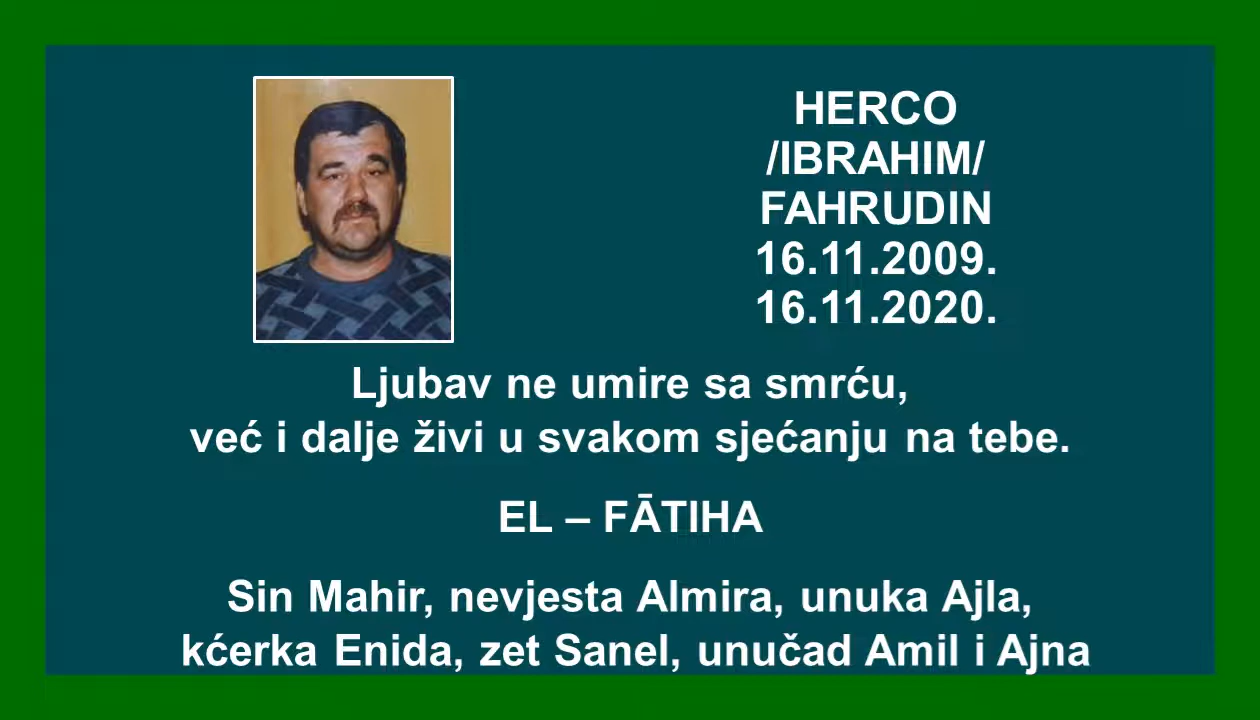 HERCO
/IBRAHIM/
FAHRUDIN
16.11.2009.
16.11.2020.
Ljubav ne umire sa smrću,
već i dalje živi u svakom sjećanju na tebe.
EL – FĀTIHA
Sin Mahir, nevjesta Almira, unuka Ajla,
kćerka Enida, zet Sanel, unučad Amil i Ajna